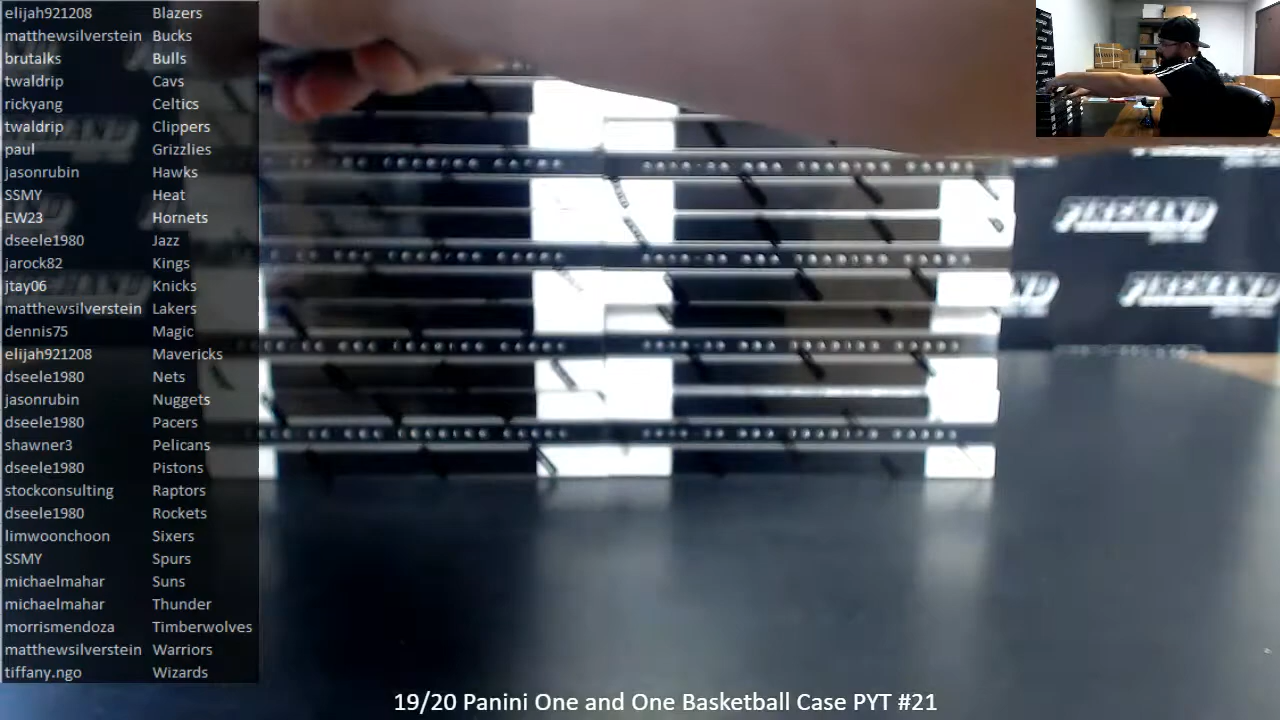 elijah921208 Blazers
matthewsilverstein Bucks
brutalks Bulls
twaldrip Cavs
rickyang Celtics
twaldrip Clippers
paul Grizzlies
jasonrubin Hawks
SSMY Heat
EW23 Hornets
dseele1980 Jazz
jarock82 Kings
jtay06 Knicks
matthewsilverstein Lakers
dennis75 Magic
elijah921208 Mavericks
dseele1980 Nets
jasonrubin Nuggets
dseele1980 Pacers
shawner3 Pelicans
dseele1980 Pistons
stockconsulting Raptors
dseele1980 Rockets
limwoonchoon Sixers
SSMY Spurs
michaelmahar Suns
michaelmahar Thunder
morrismendoza Timberwolves
matthewsilverstein Warriors
tiffany.ngo Wizards
FIREHAND
FIREHAND
19/20 Panini One and One Basketball Case PYT #21